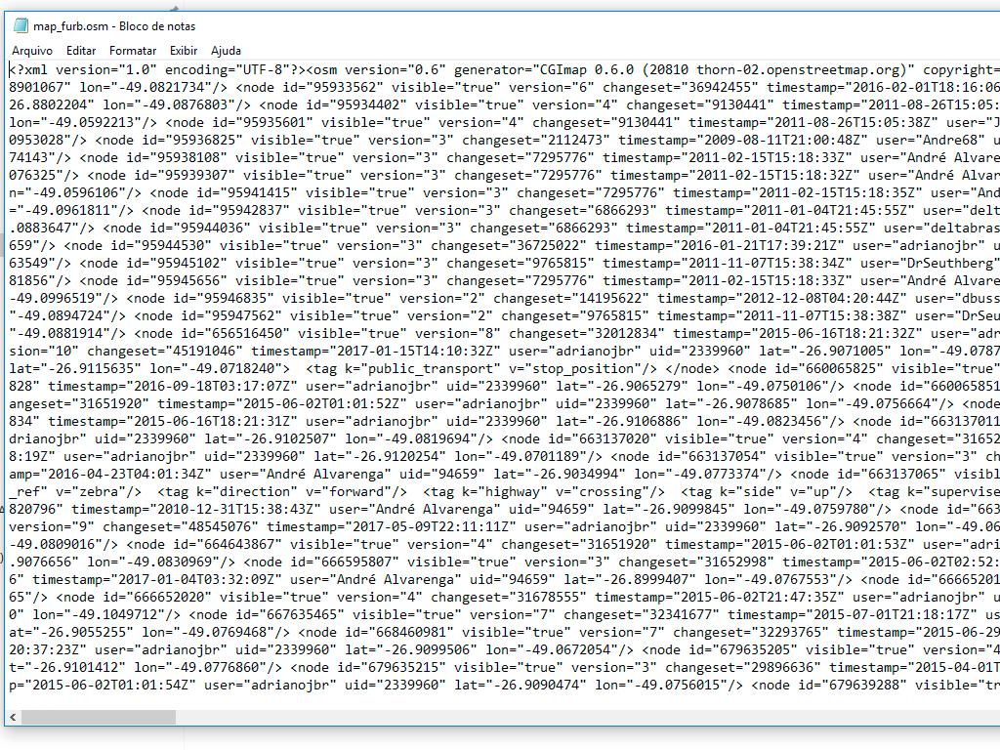 map_furb.osm - Bloco de notas
Arquivo Editar Formatar Exibir Ajuda
<?xml version="1.0" encoding="UTF-8"?><osm version="0.6" generator="CGImap 0.6.0 (20810 thorn-02.openstreetmap.org)" copyright=
8901067" lon="-49.0821734"/> <node id="95933562" visible="true" version="6" changeset="36942455" timestamp="2016-02-01T18:16:06
26.8802204" lon="-49.0876803"/> <node id="95934402" visible="true" version="4" changeset="9130441" timestamp="2011-08-26T15:05:
lon="-49.0592213"/> <node id="95935601" visible="true" version="4" changeset="9130441" timestamp="2011-08-26T15:05:38Z" user="J
0953028"/> <node id="95936825" visible="true" version="3" changeset="2112473" timestamp="2009-08-11T21:00:48Z" user="Andre68" u
74143"/> <node id="95938108" visible="true" version="3" changeset="7295776" timestamp="2011-02-15T15:18:33Z" user="André Alvare
076325"/> <node id="95939307" visible="true" version="3" changeset="7295776" timestamp="2011-02-15T15:18:32Z" user="André Alvar
n="-49.0596106"/> <node id="95941415" visible="true" version="3" changeset="7295776" timestamp="2011-02-15T15:18:35Z" user="And
="-49.0961811"/> <node id="95942837" visible="true" version="3" changeset="6866293" timestamp="2011-01-04T21:45:55Z" user="delt
.0883647"/> <node id="95944036" visible="true" version="3" changeset="6866293" timestamp="2011-01-04T21:45:55Z" user="deltabras
659"/> <node id="95944530" visible="true" version="3" changeset="36725022" timestamp="2016-01-21T17:39:21Z" user="adrianojbr" u
63549"/> <node id="95945102" visible="true" version="3" changeset="9765815" timestamp="2011-11-07T15:38:34Z" user="DrSeuthberg"
81856"/> <node id="95945656" visible="true" version="3" changeset="7295776" timestamp="2011-02-15T15:18:33Z" user="André Alvare
-49.0996519"/> <node id="95946835" visible="true" version="2" changeset="14195622" timestamp="2012-12-08T04:20:44Z" user="dbuss
"-49.0894724"/> <node id="95947562" visible="true" version="2" changeset="9765815" timestamp="2011-11-07T15:38:38Z" user="DrSeu
"-49.0881914"/> <node id="656516450" visible="true" version="8" changeset="32012834" timestamp="2015-06-16T18:21:32Z" user="adr
sion="10" changeset="45191046" timestamp="2017-01-15T14:10:32Z" user="adrianojbr" uid="2339960" lat="-26.9071005" lon="-49.0787
lat="-26.9115635" lon="-49.0718240">  <tag k="public_transport" v="stop_position"/> </node> <node id="660065825" visible="true"
828" timestamp="2016-09-18T03:17:07Z" user="adrianojbr" uid="2339960" lat="-26.9065279" lon="-49.0750106"/> <node id="660065851
angeset="31651920" timestamp="2015-06-02T01:01:52Z" user="adrianojbr" uid="2339960" lat="-26.9078685" lon="-49.0756664"/> <node
834" timestamp="2015-06-16T18:21:31Z" user="adrianojbr" uid="2339960" lat="-26.9106886" lon="-49.0823456"/> <node id="663137011
drianojbr" uid="2339960" lat="-26.9102507" lon="-49.0819694"/> <node id="663137020" visible="true" version="4" changeset="31652
8:19Z" user="adrianojbr" uid="2339960" lat="-26.9120254" lon="-49.0701189"/> <node id="663137054" visible="true" version="3" ch
amp="2016-04-23T04:01:34Z" user="André Alvarenga" uid="94659" lat="-26.9034994" lon="-49.0773374"/> <node id="663137065" visibl
_ref" v="zebra"/>  <tag k="direction" v="forward"/>  <tag k="highway" v="crossing"/>  <tag k="side" v="up"/>  <tag k="supervise
820796" timestamp="2010-12-31T15:38:43Z" user="André Alvarenga" uid="94659" lat="-26.9099845" lon="-49.0759780"/> <node id="663
version="9" changeset="48545076" timestamp="2017-05-09T22:11:11Z" user="adrianojbr" uid="2339960" lat="-26.9092570" lon="-49.06
-49.0809016"/> <node id="664643867" visible="true" version="4" changeset="31651920" timestamp="2015-06-02T01:01:53Z" user="adri
.9076656" lon="-49.0830969"/> <node id="666595807" visible="true" version="3" changeset="31652998" timestamp="2015-06-02T02:52:
6" timestamp="2017-01-04T03:32:09Z" user="André Alvarenga" uid="94659" lat="-26.8999407" lon="-49.0767553"/> <node id="66665201
65"/> <node id="666652020" visible="true" version="4" changeset="31678555" timestamp="2015-06-02T21:47:35Z" user="adrianojbr" u
0" lon="-49.1049712"/> <node id="667635465" visible="true" version="7" changeset="32341677" timestamp="2015-07-01T21:18:17Z" us
at="-26.9055255" lon="-49.0769468"/> <node id="668460981" visible="true" version="7" changeset="32293765" timestamp="2015-06-29
20:37:23Z" user="adrianojbr" uid="2339960" lat="-26.9099506" lon="-49.0672054"/> <node id="679635205" visible="true" version="4
t="-26.9101412" lon="-49.0776860"/> <node id="679635215" visible="true" version="3" changeset="29896636" timestamp="2015-04-01T
p="2015-06-02T01:01:54Z" user="adrianojbr" uid="2339960" lat="-26.9090474" lon="-49.0756015"/> <node id="679639288" visible="tr